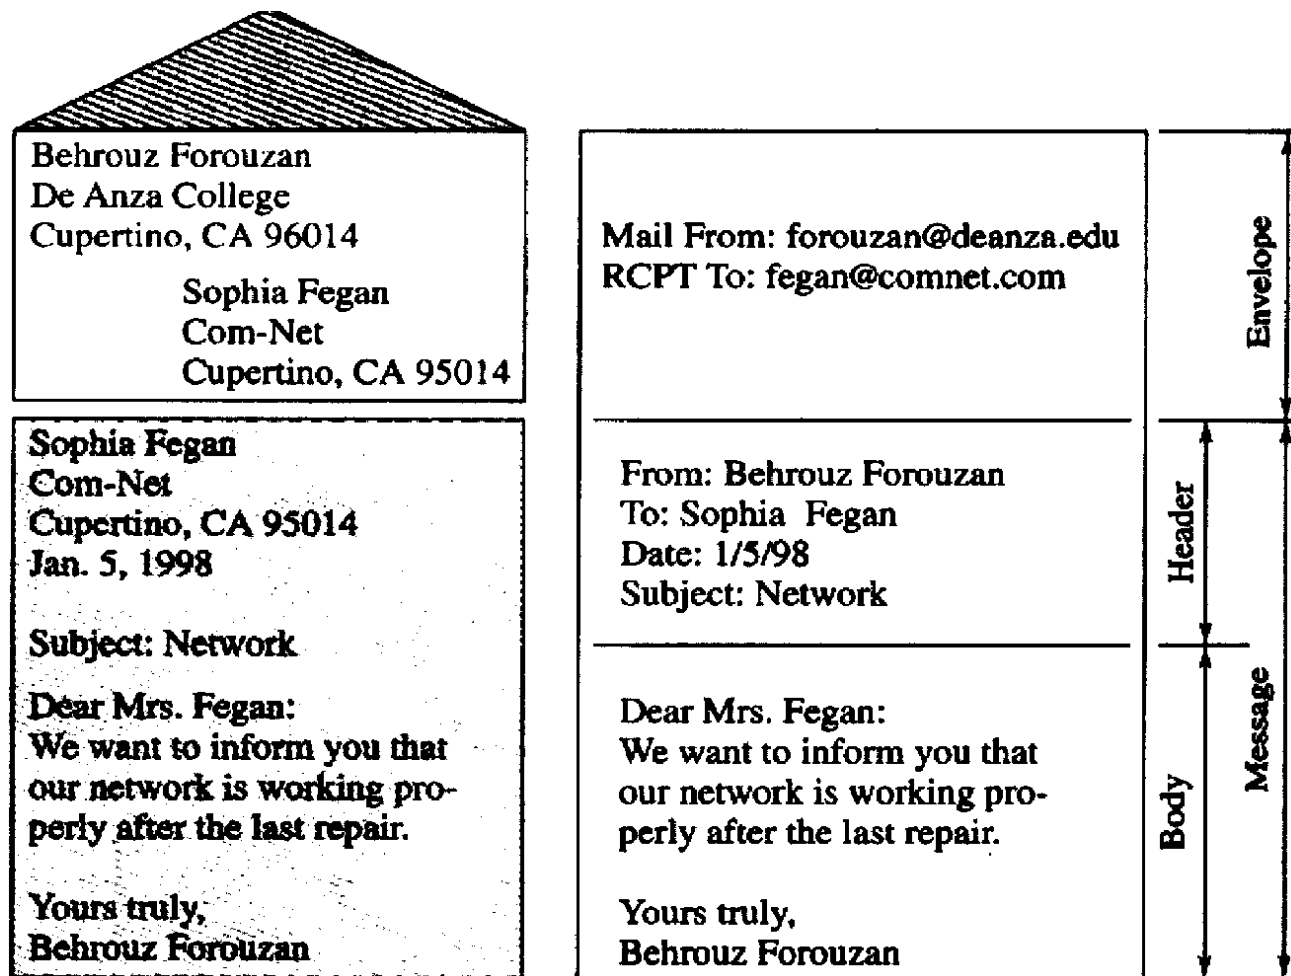 Behrouz Forouzan
De Anza College
Cupertino, CA 96014
Sophia Fegan
Com-Net
Cupertino, CA 95014
Sophia Fegan
Com-Net
Cupertino, CA 95014
Jan. 5, 1998
Subject: Network
Dear Mrs. Fegan:
We want to inform you that
our network is working pro-
perly after the last repair.
Yours truly,
Behrouz Forouzan
Mail From: forouzan@deanza.edu
RCPT To: fegan@comnet.com
From: Behrouz Forouzan
To: Sophia Fegan
Date: 1/5/98
Subject: Network
Dear Mrs. Fegan:
We want to inform you that
our network is working pro-
perly after the last repair.
Yours truly,
Behrouz Forouzan
Envelope
Header
Message
Body